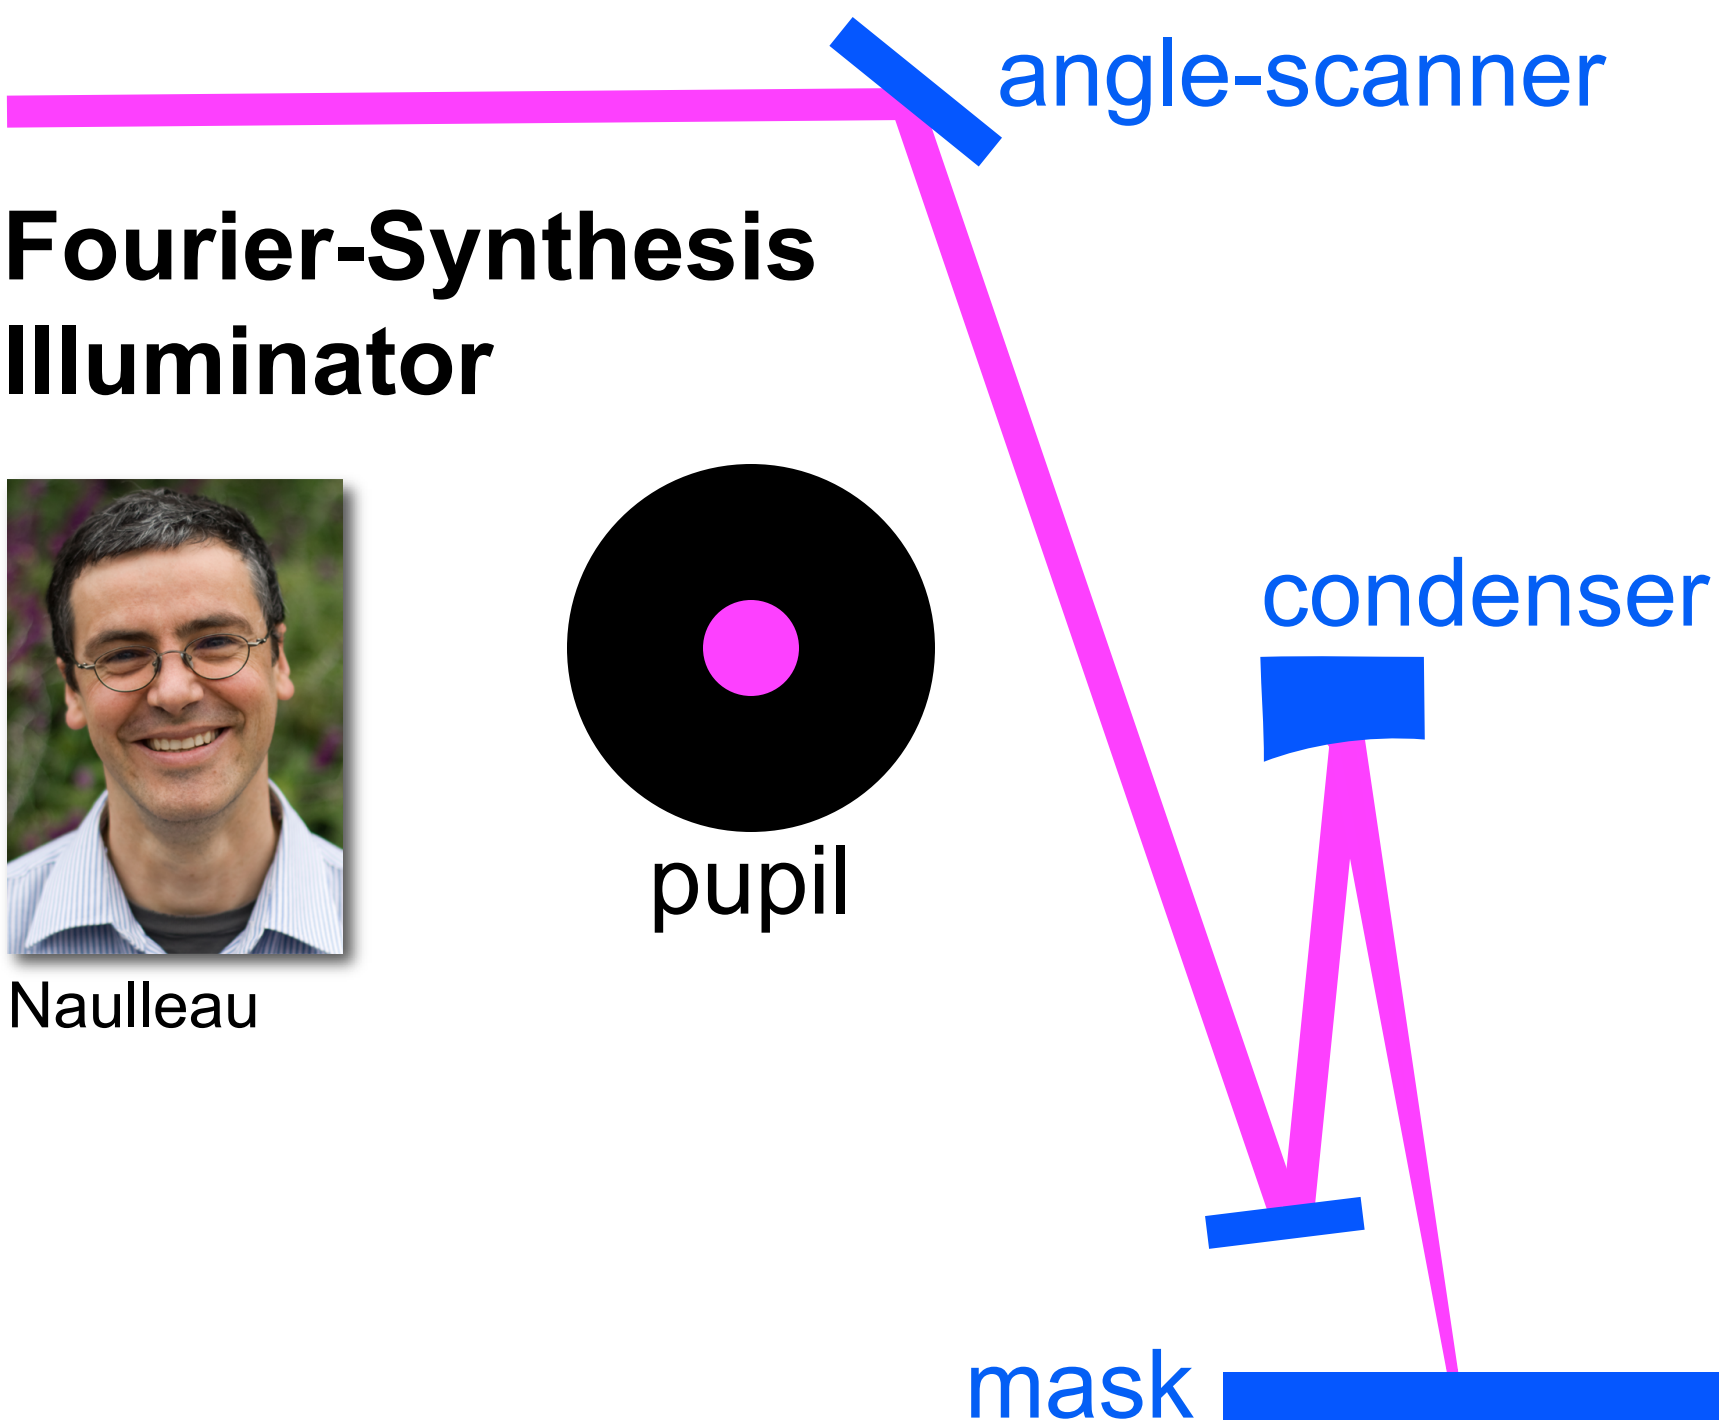 angle-scanner
Fourier-Synthesis
Illuminator
condenser
pupil
Naulleau
mask